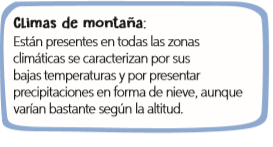 Climas de montaña:
Están presentes en todas las zonas
climáticas se caracterizan por sus
bajas temperaturas y por presentar
precipitaciones en forma de nieve, aunque
varían bastante según la altitud.